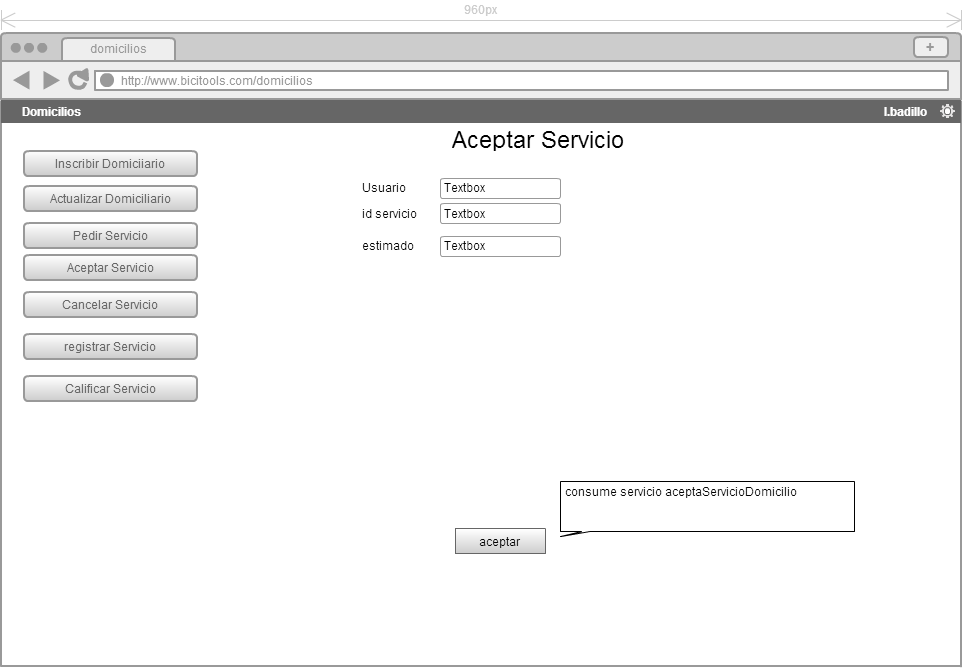 960px
domicilios
+
http://www.bicitools.com/domicilios
Domicilios
l.badillo
Aceptar Servicio
Inscribir Domiciiario
Actualizar Domiciliario
Pedir Servicio
Aceptar Servicio
Cancelar Servicio
registrar Servicio
Calificar Servicio
Usuario Textbox
id servicio Textbox
estimado Textbox
consume servicio aceptaServicioDomicilio
aceptar